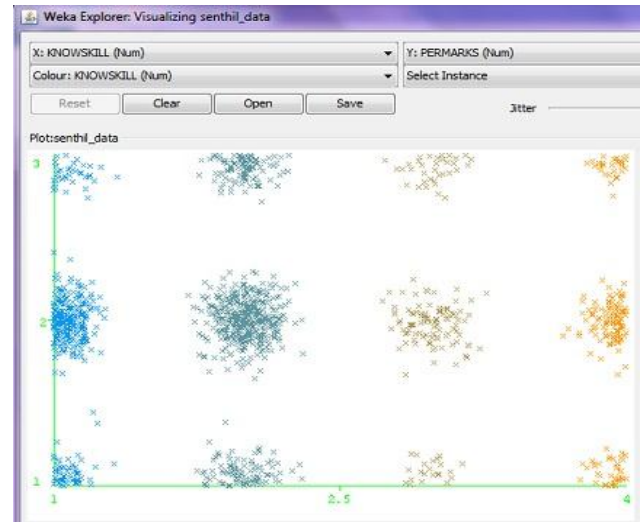 Weka Explorer: Visualizing senthil_data
X: KNOWSKILL (Num) Y: PERMARKS (Num)
Colour: KNOWSKILL (Num) Select Instance
Reset Clear Open Save Jitter
Plot:senthil_data
3
2
1
1 2.5 4